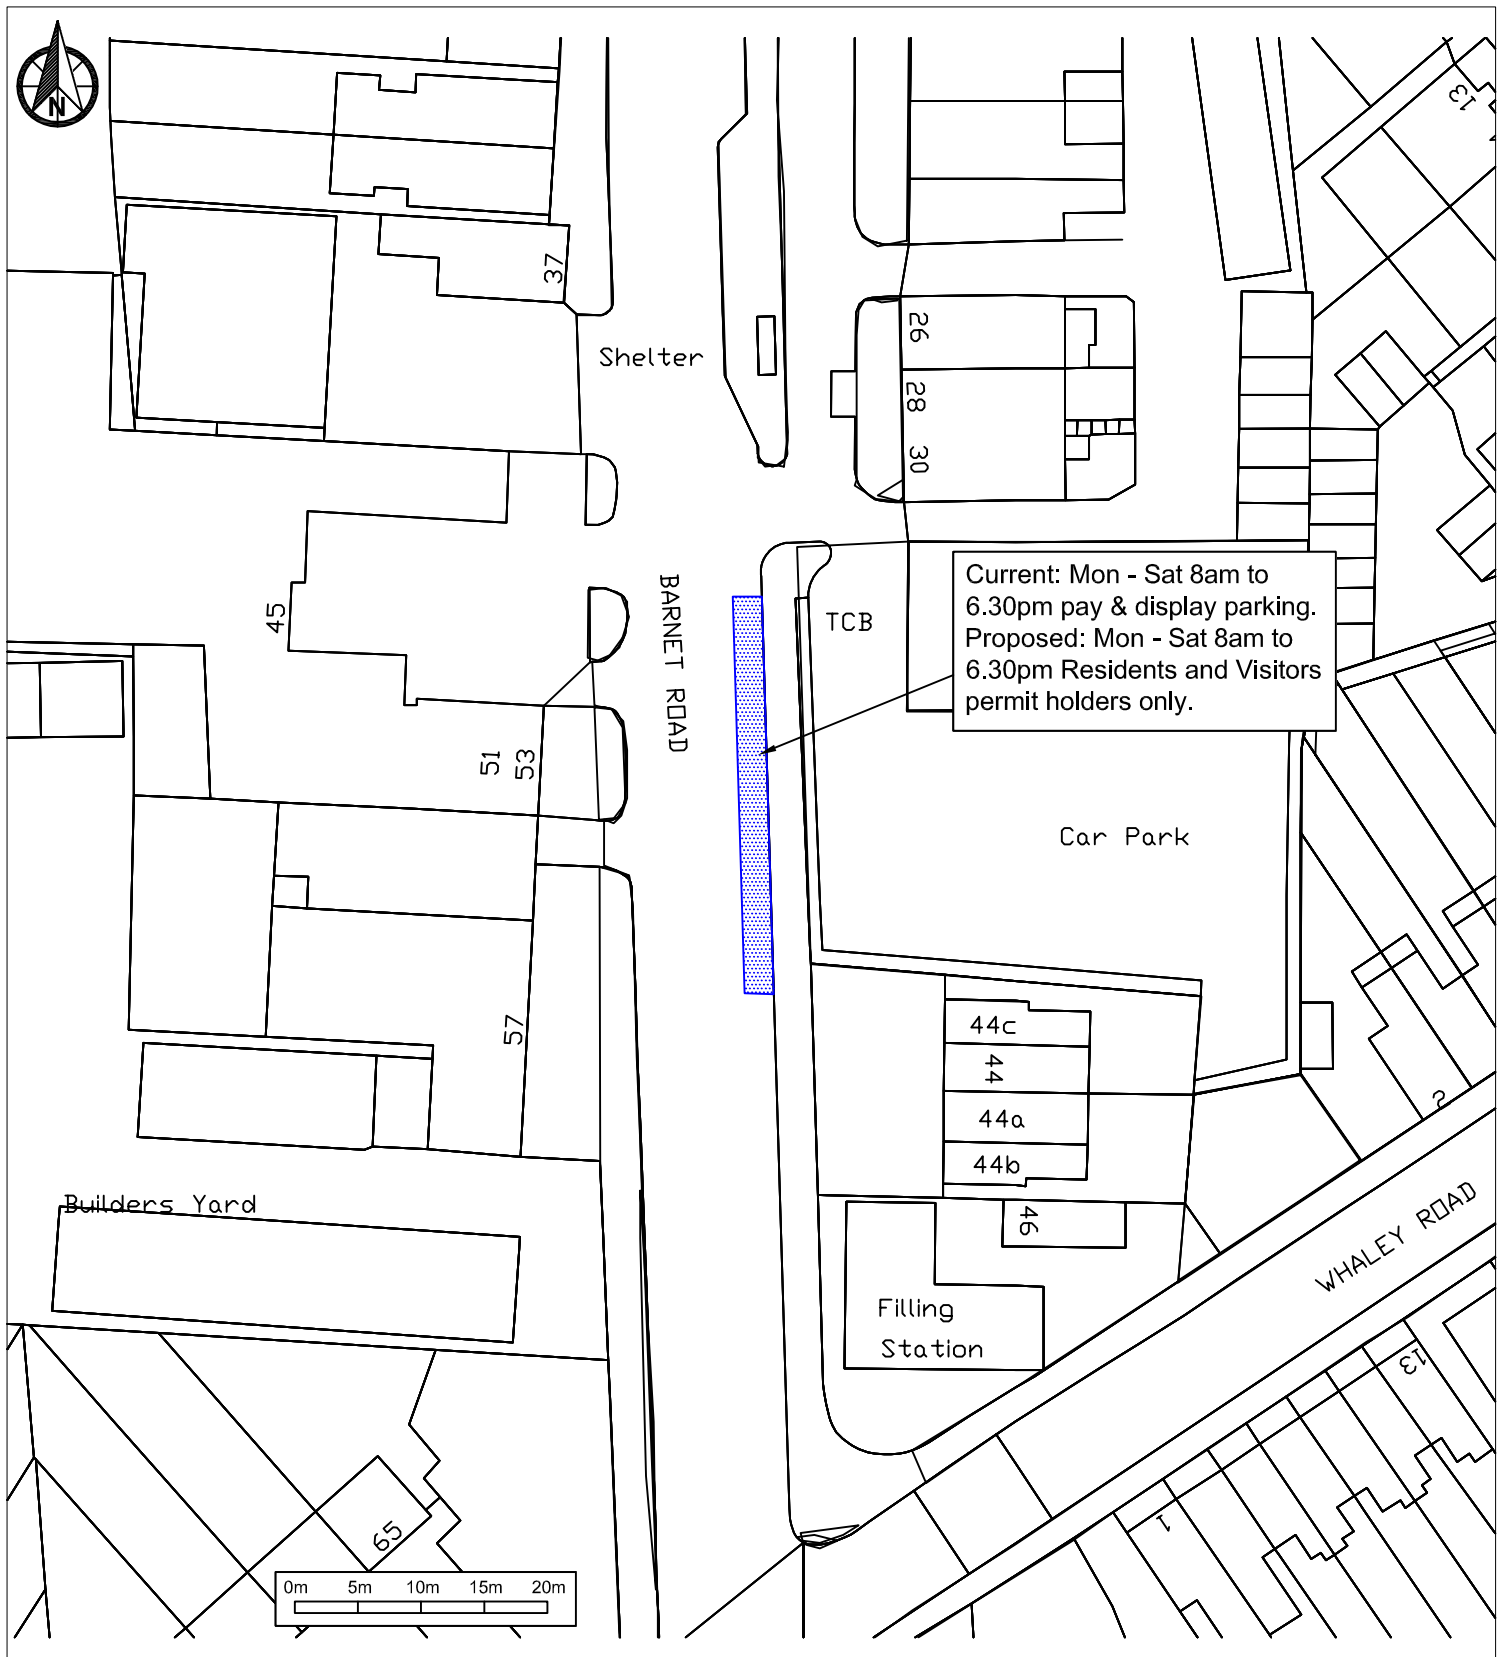 N
13
37
Shelter
26
28
30
45
BARNET ROAD
TCB
Current: Mon - Sat 8am to
6.30pm pay & display parking.
Proposed: Mon - Sat 8am to
6.30pm Residents and Visitors
permit holders only.
51
53
Car Park
57
44c
44
44a
44b
46
2
Builders Yard
WHALEY ROAD
Filling
Station
13
1
65
0m 5m 10m 15m 20m